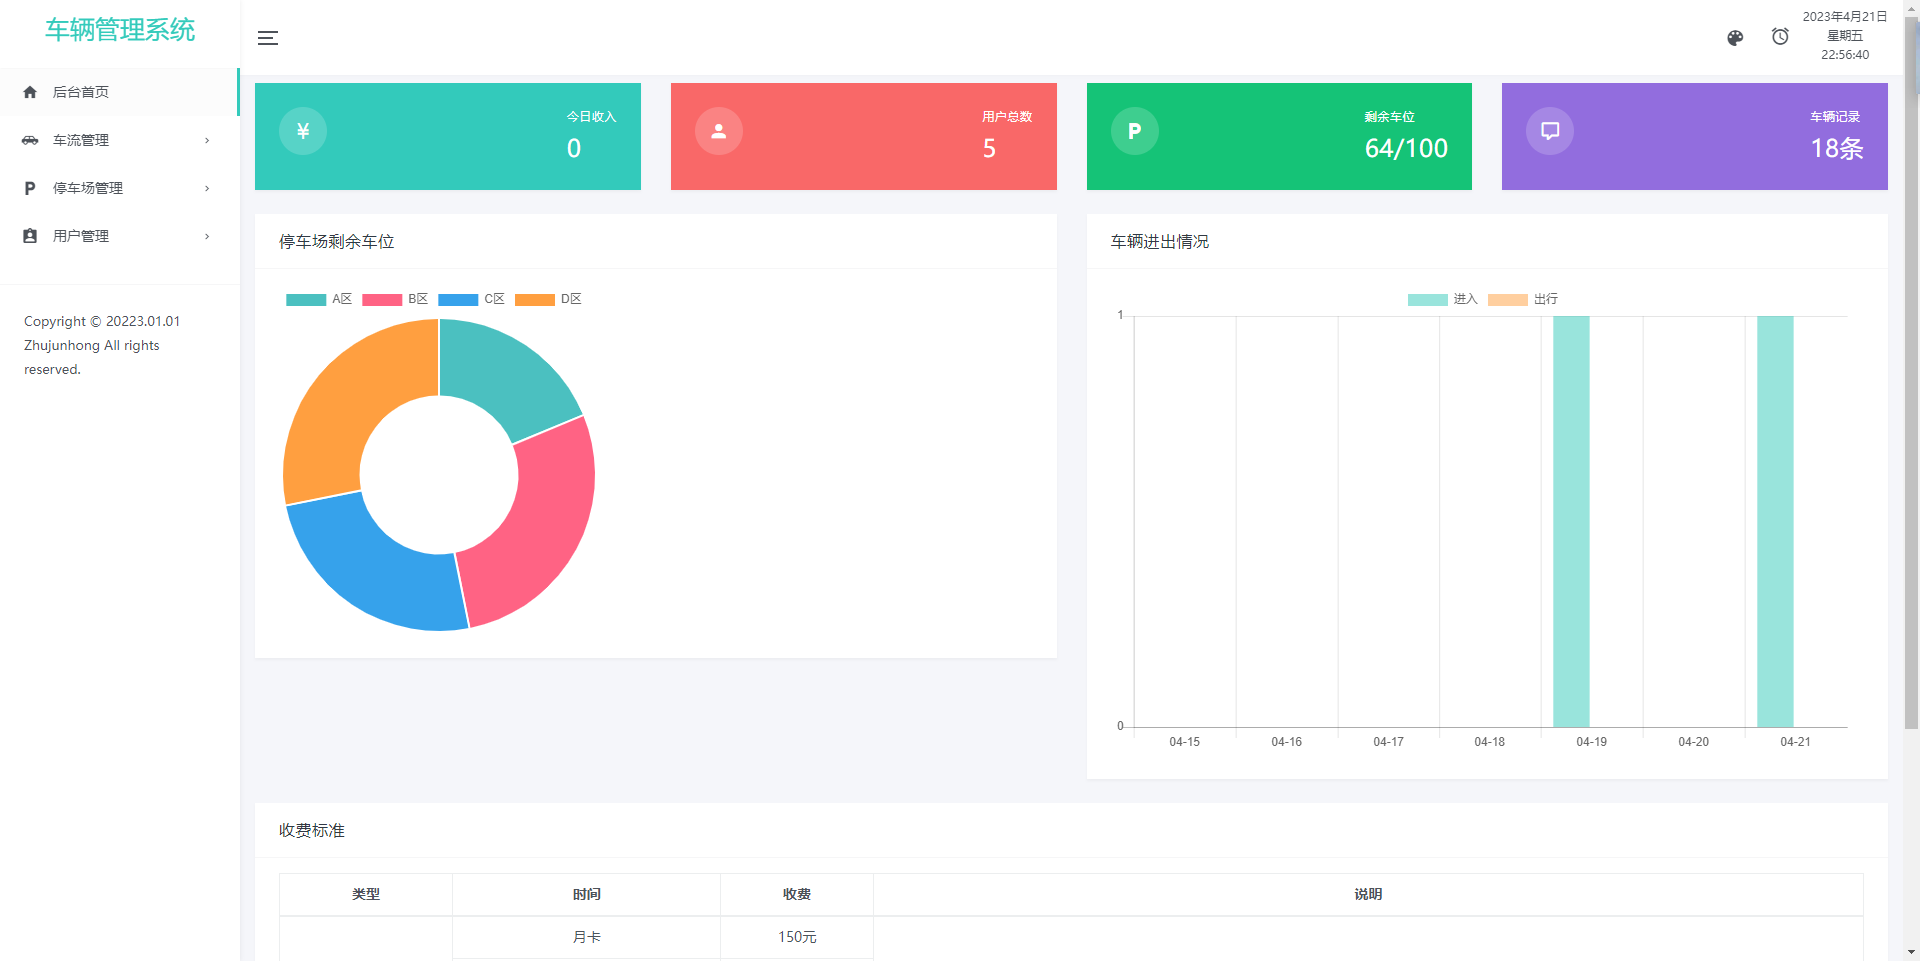 车辆管理系统
2023年4月21日
星期五
22:56:40
后台首页
车流管理
停车场管理
用户管理
Copyright © 20223.01.01
Zhujunhong All rights
reserved.
¥
今日收入
0
用户总数
5
P
剩余车位
64/100
车辆记录
18条
停车场剩余车位
A区 B区 C区 D区
车辆进出情况
进入 出行
1
0
04-15 04-16 04-17 04-18 04-19 04-20 04-21
收费标准
类型 时间 收费 说明
月卡 150元